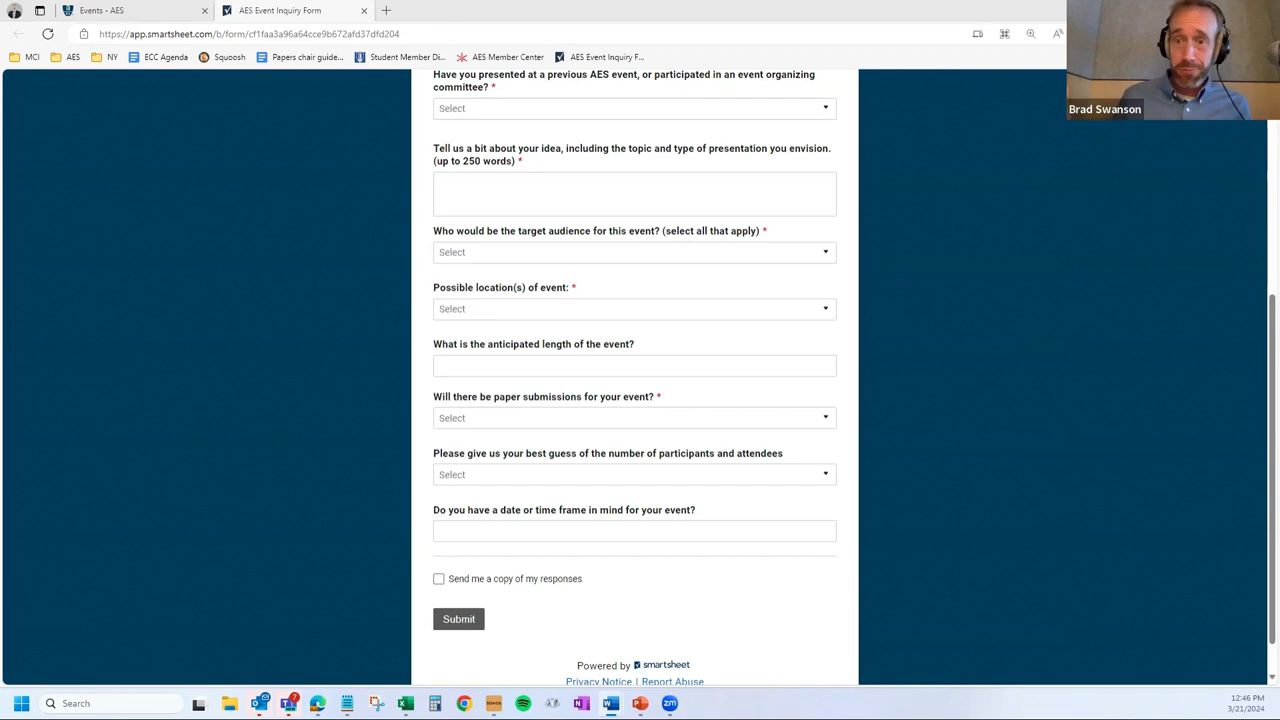 Events - AES
AES Event Inquiry Form
https://app.smartsheet.com/b/form/cf1faa3a96a64cce9b672afd37dfd204
MCI
AES
NY
ECC Agenda
Squoosh
Papers chair guide...
Student Member Di...
AES Member Center
AES Event Inquiry F...
Brad Swanson
Have you presented at a previous AES event, or participated in an event organizing
committee? *
Select
Tell us a bit about your idea, including the topic and type of presentation you envision.
(up to 250 words) *
Who would be the target audience for this event? (select all that apply) *
Select
Possible location(s) of event: *
Select
What is the anticipated length of the event?
Will there be paper submissions for your event? *
Select
Please give us your best guess of the number of participants and attendees
Select
Do you have a date or time frame in mind for your event?
Send me a copy of my responses
Submit
Powered by smartsheet
Privacy Notice | Report Abuse
Search
7
zm
12:46 PM
3/21/2024